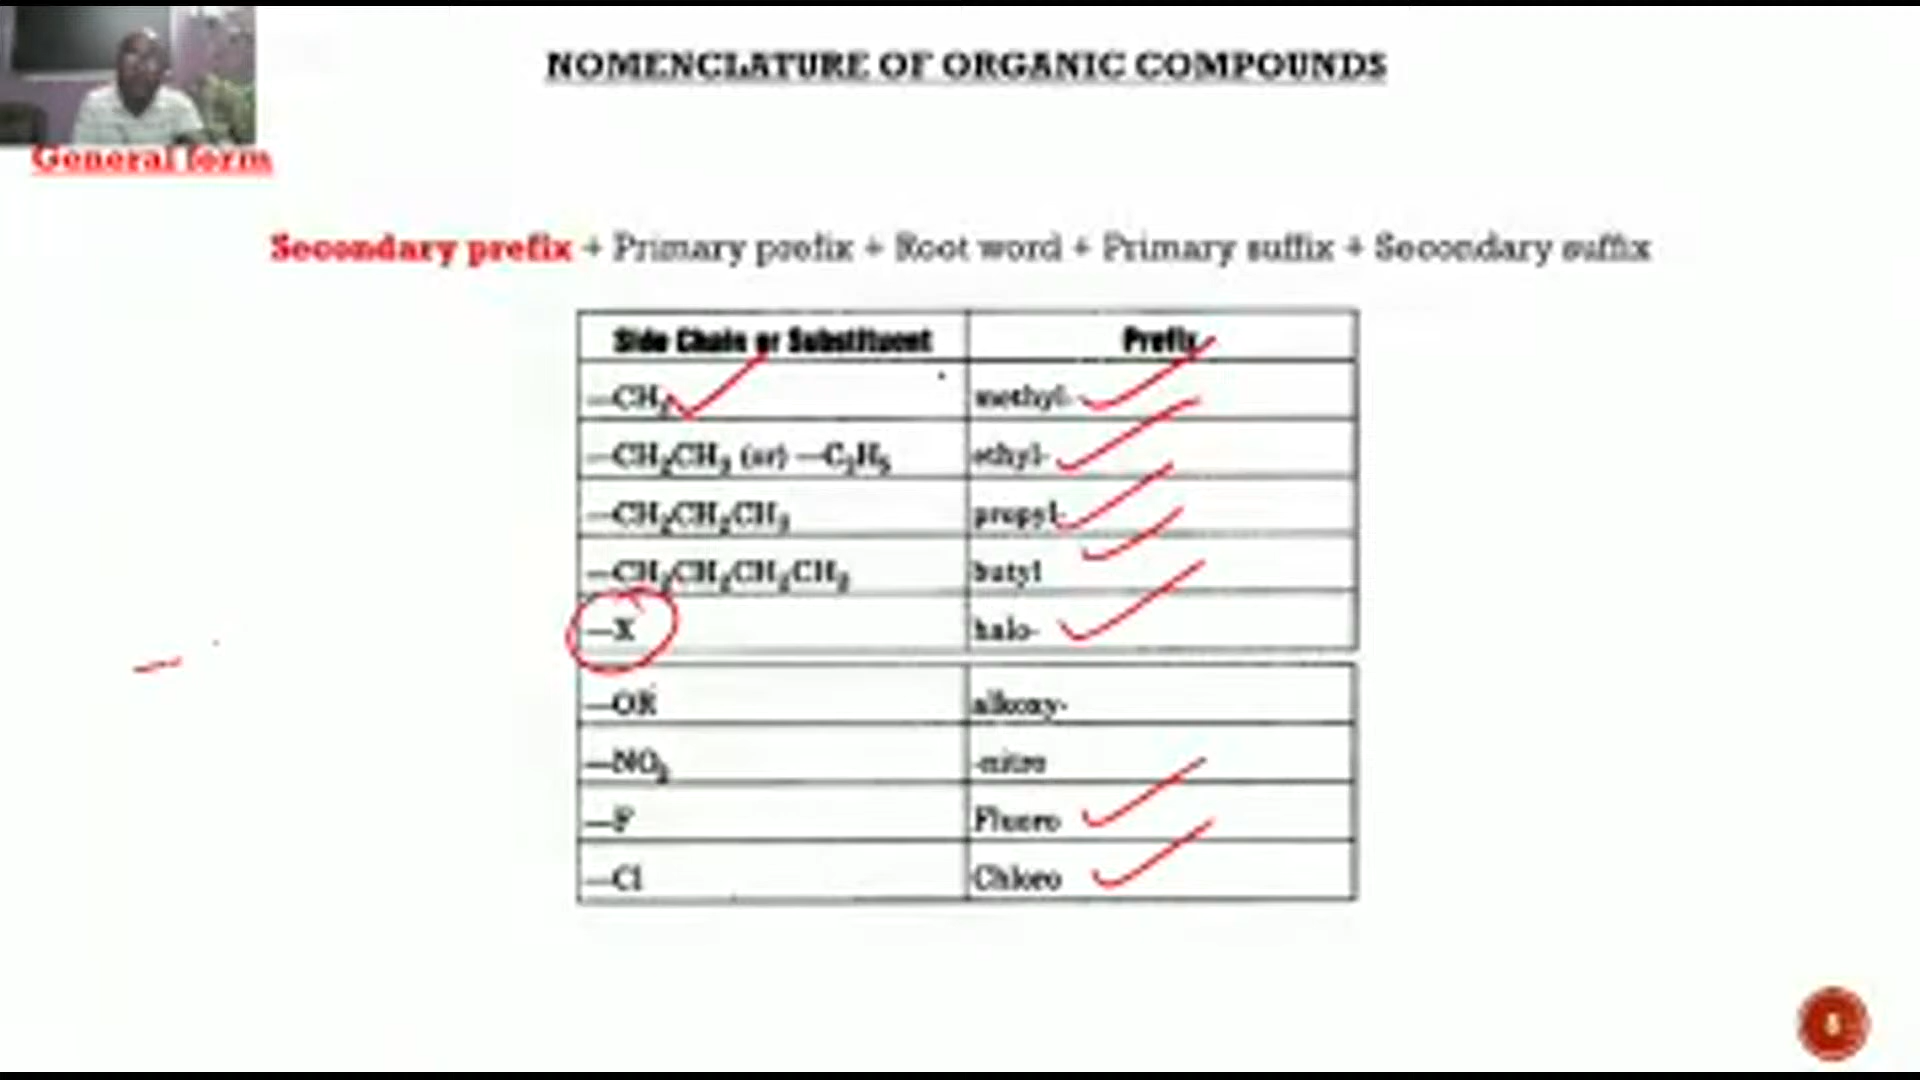 NOMENCLATURE OF ORGANIC COMPOUNDS
General form
Secondary prefix + Primary prefix + Root word + Primary suffix + Secondary suffix
Side Chain or Substituent Prefix
—CH₃ methyl-
—CH₂CH₃ (or) —C₂H₅ ethyl-
—CH₂CH₂CH₃ propyl-
—CH₂CH₂CH₂CH₃ butyl
—X halo-
—OR alkoxy-
—NO₂ -nitro
—F Fluoro
—Cl Chloro